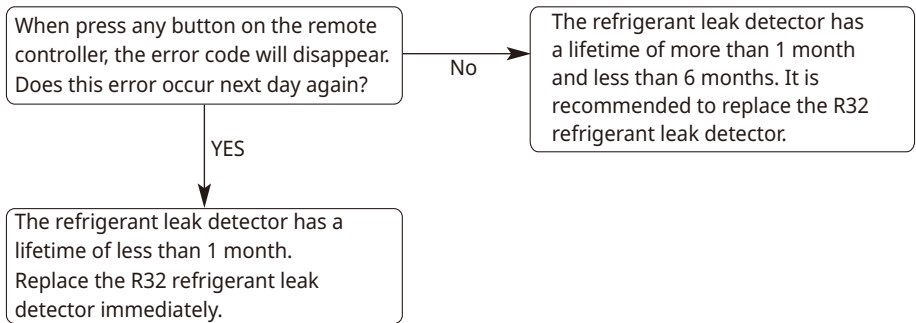 When press any button on the remote
controller, the error code will disappear.
Does this error occur next day again?
No
The refrigerant leak detector has
a lifetime of more than 1 month
and less than 6 months. It is
recommended to replace the R32
refrigerant leak detector.
YES
The refrigerant leak detector has a
lifetime of less than 1 month.
Replace the R32 refrigerant leak
detector immediately.